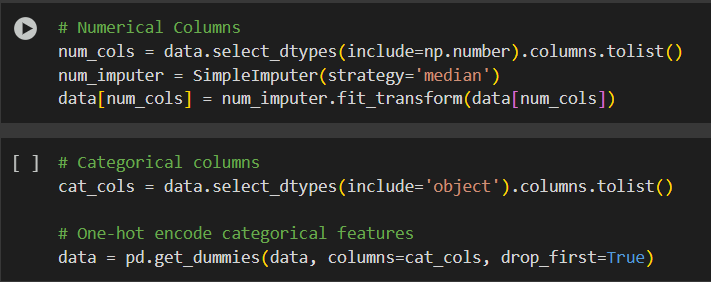 # Numerical Columns
num_cols = data.select_dtypes(include=np.number).columns.tolist()
num_imputer = SimpleImputer(strategy='median')
data[num_cols] = num_imputer.fit_transform(data[num_cols])
[ ] # Categorical columns
cat_cols = data.select_dtypes(include='object').columns.tolist()
# One-hot encode categorical features
data = pd.get_dummies(data, columns=cat_cols, drop_first=True)